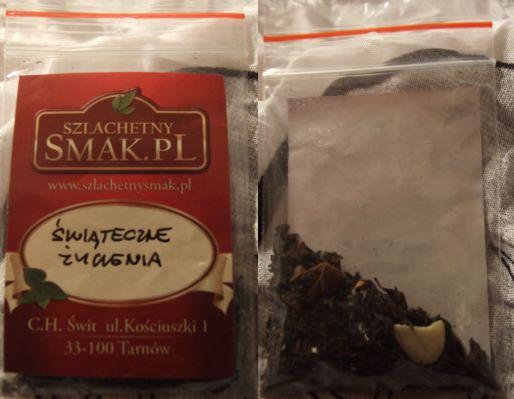 SZLACHETNY
SMAK.PL
www.szlachetnysmak.pl
ŚWIĄTECZNE
ŻYCZENIA
C.H. Świt ul.Kościuszki 1
33-100 Tarnów